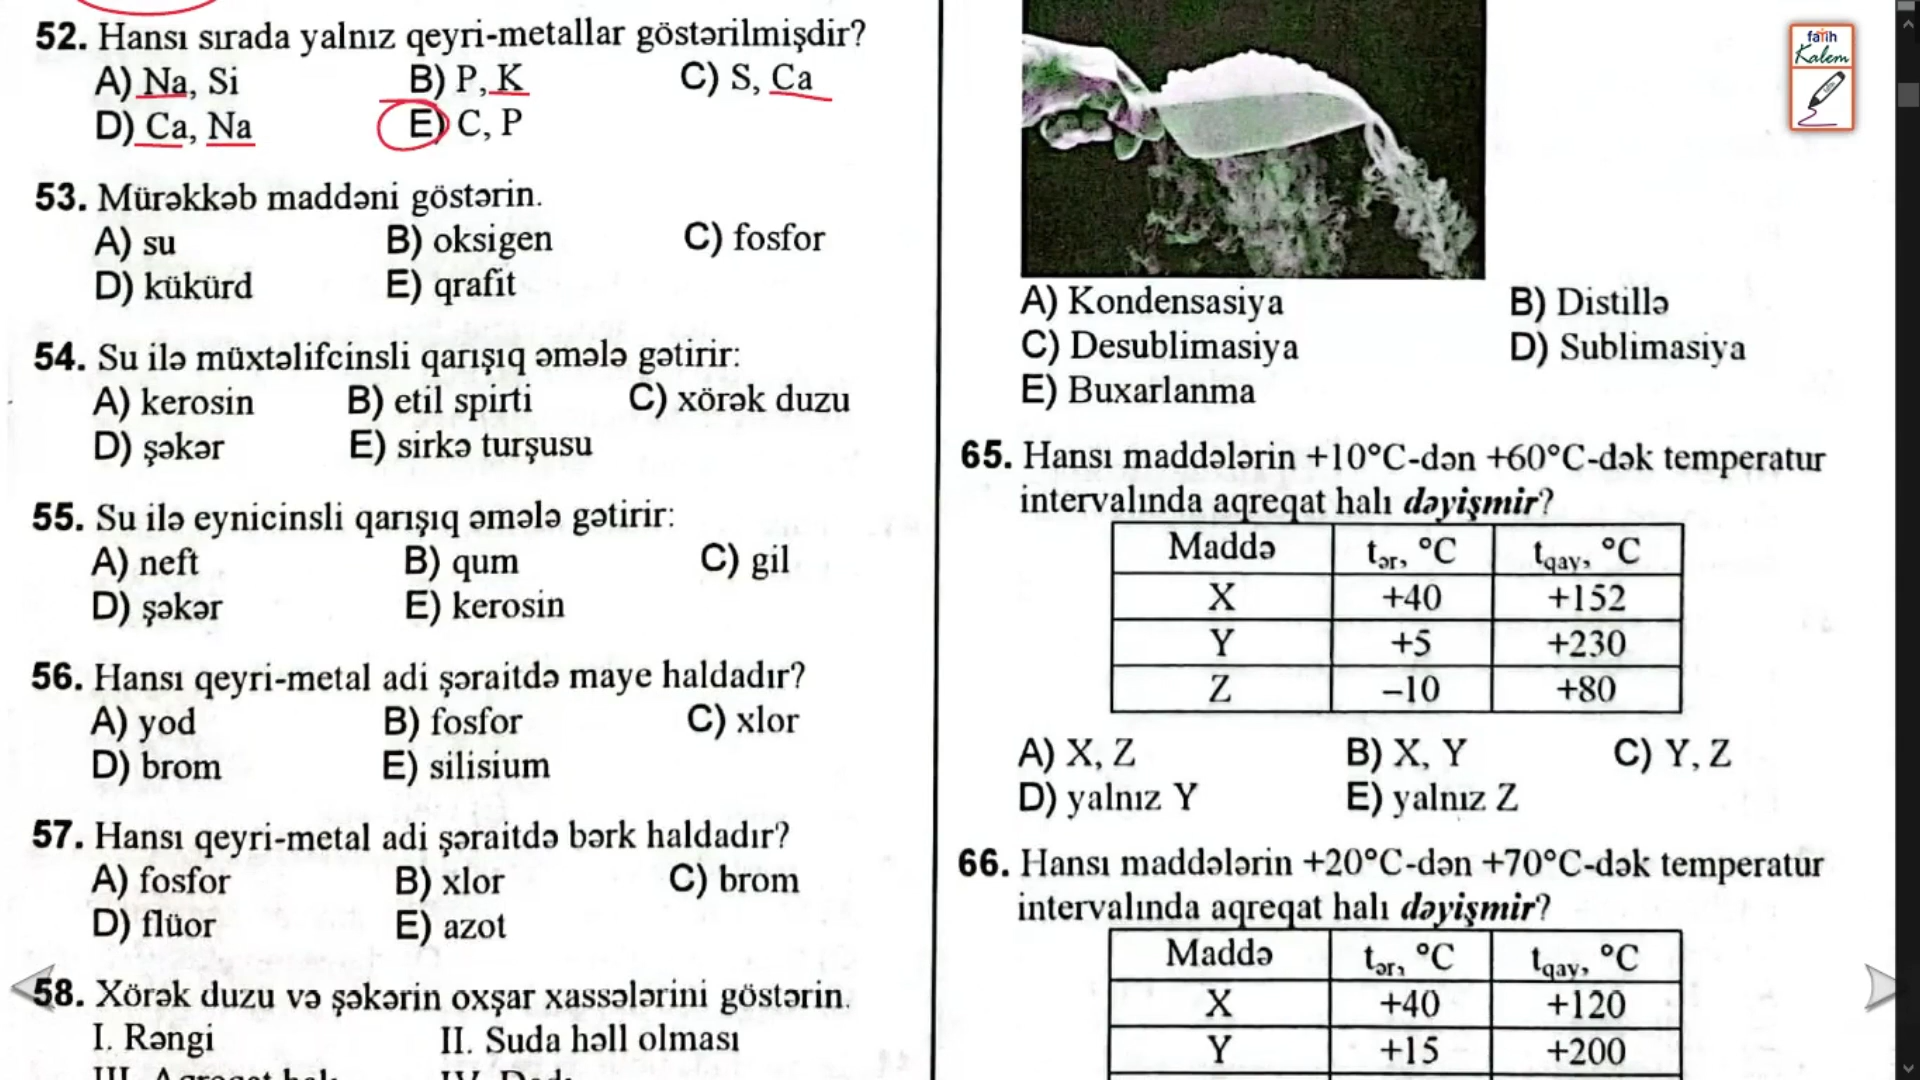 52. Hansı sırada yalnız qeyri-metallar göstərilmişdir?
A) Na, Si B) P, K C) S, Ca
D) Ca, Na E) C, P
53. Mürəkkəb maddəni göstərin.
A) su B) oksigen C) fosfor
D) kükürd E) qrafit
54. Su ilə müxtəlifcinsli qarışıq əmələ gətirir:
A) kerosin B) etil spirti C) xörək duzu
D) şəkər E) sirkə turşusu
55. Su ilə eynicinsli qarışıq əmələ gətirir:
A) neft B) qum C) gil
D) şəkər E) kerosin
56. Hansı qeyri-metal adi şəraitdə maye haldadır?
A) yod B) fosfor C) xlor
D) brom E) silisium
57. Hansı qeyri-metal adi şəraitdə bərk haldadır?
A) fosfor B) xlor C) brom
D) flüor E) azot
58. Xörək duzu və şəkərin oxşar xassələrini göstərin.
I. Rəngi II. Suda həll olması
A) Kondensasiya B) Distillə
C) Desublimasiya D) Sublimasiya
E) Buxarlanma
65. Hansı maddələrin +10°C-dən +60°C-dək temperatur
intervalında aqreqat halı dəyişmir?
Maddə tər, °C tqay, °C
X +40 +152
Y +5 +230
Z –10 +80
A) X, Z B) X, Y C) Y, Z
D) yalnız Y E) yalnız Z
66. Hansı maddələrin +20°C-dən +70°C-dək temperatur
intervalında aqreqat halı dəyişmir?
Maddə tər, °C tqay, °C
X +40 +120
Y +15 +200
fatih
Kalem